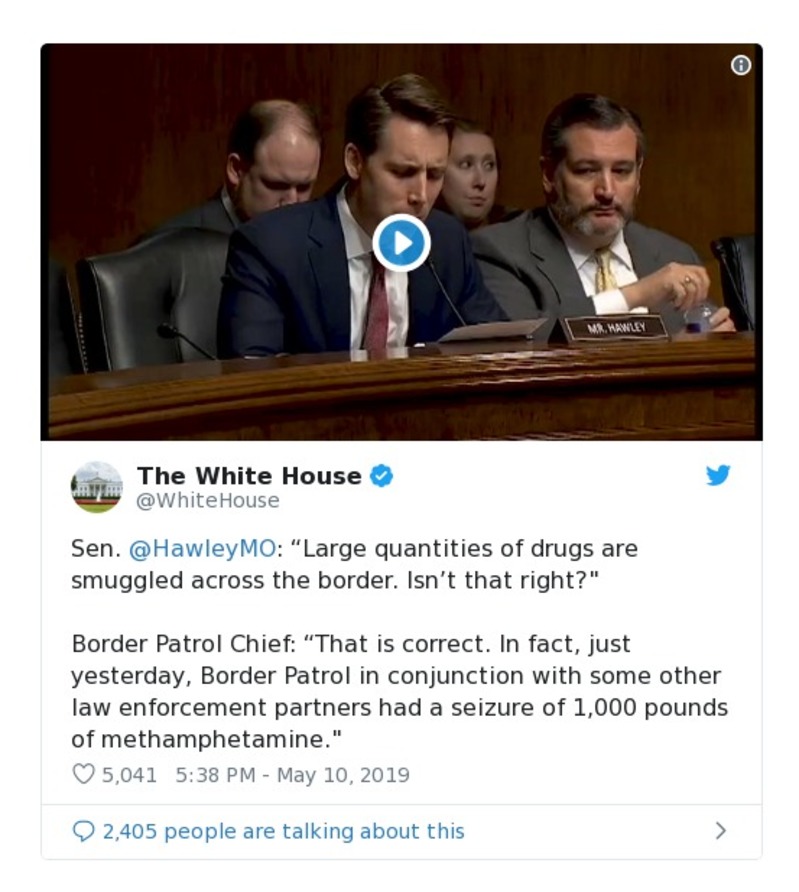 MR. HAWLEY
The White House
@WhiteHouse
Sen. @HawleyMO: “Large quantities of drugs are
smuggled across the border. Isn’t that right?"
Border Patrol Chief: “That is correct. In fact, just
yesterday, Border Patrol in conjunction with some other
law enforcement partners had a seizure of 1,000 pounds
of methamphetamine."
5,041 5:38 PM - May 10, 2019
2,405 people are talking about this